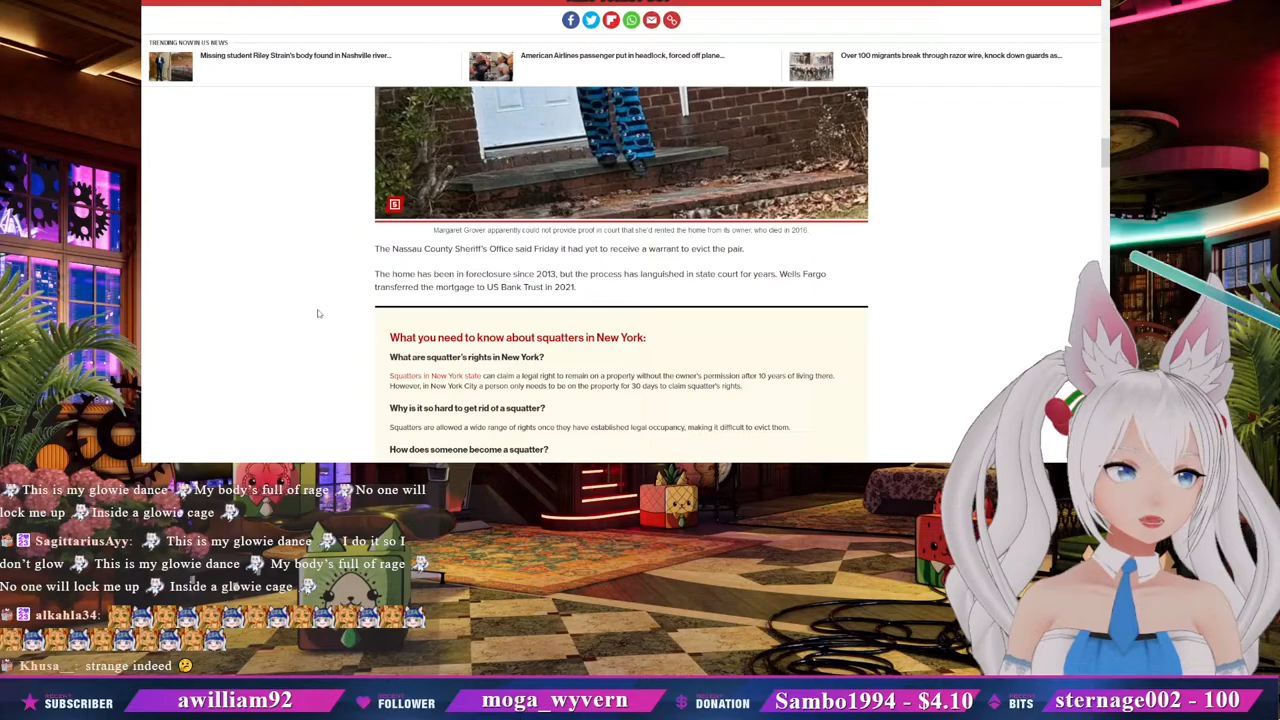 TRENDING NOW IN US NEWS
Missing student Riley Strain's body found in Nashville river...
American Airlines passenger put in headlock, forced off plane...
Over 100 migrants break through razor wire, knock down guards as...
5
Margaret Grover apparently could not provide proof in court that she'd rented the home from its owner, who died in 2016.
The Nassau County Sheriff's Office said Friday it had yet to receive a warrant to evict the pair.
The home has been in foreclosure since 2013, but the process has languished in state court for years. Wells Fargo
transferred the mortgage to US Bank Trust in 2021.
What you need to know about squatters in New York:
What are squatter's rights in New York?
Squatters in New York state can claim a legal right to remain on a property without the owner's permission after 10 years of living there.
However, in New York City a person only needs to be on the property for 30 days to claim squatter's rights.
Why is it so hard to get rid of a squatter?
Squatters are allowed a wide range of rights once they have established legal occupancy, making it difficult to evict them.
How does someone become a squatter?
This is my glowie dance My body's full of rage No one will
lock me up Inside a glowie cage
SagittariusAyy: This is my glowie dance I do it so I
don't glow This is my glowie dance My body's full of rage
No one will lock me up Inside a glowie cage
alkahla34:
Khusa__: strange indeed
RECENT SUBSCRIBER awilliam92 RECENT FOLLOWER moga_wyvern RECENT DONATION Sambo1994 - $4.10 RECENT BITS sternage002 - 100